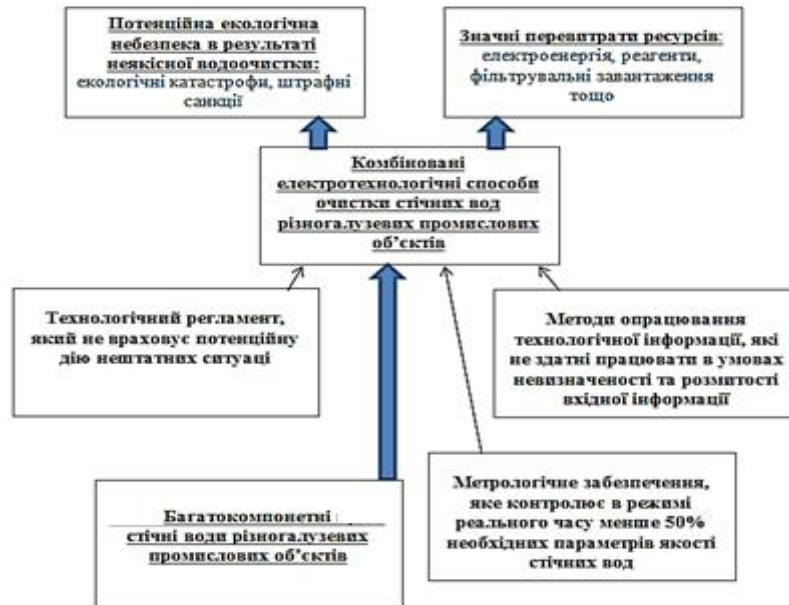 Потенційна екологічна
небезпека в результаті
неякісної водоочистки:
екологічні катастрофи, штрафні
санкції
Значні перевитрати ресурсів:
електроенергія, реагенти,
фільтрувальні завантаження
тощо
Комбіновані
електротехнологічні способи
очистки стічних вод
різногалузевих промислових
об’єктів
Технологічний регламент,
який не враховує потенційну
дію нештатних ситуаці
Методи опрацювання
технологічної інформації, які
не здатні працювати в умовах
невизначеності та розмитості
вхідної інформації
Багатокомпонетні
стічні води різногалузевих
промислових об’єктів
Метрологічне забезпечення,
яке контролює в режимі
реального часу менше 50%
необхідних параметрів якості
стічних вод